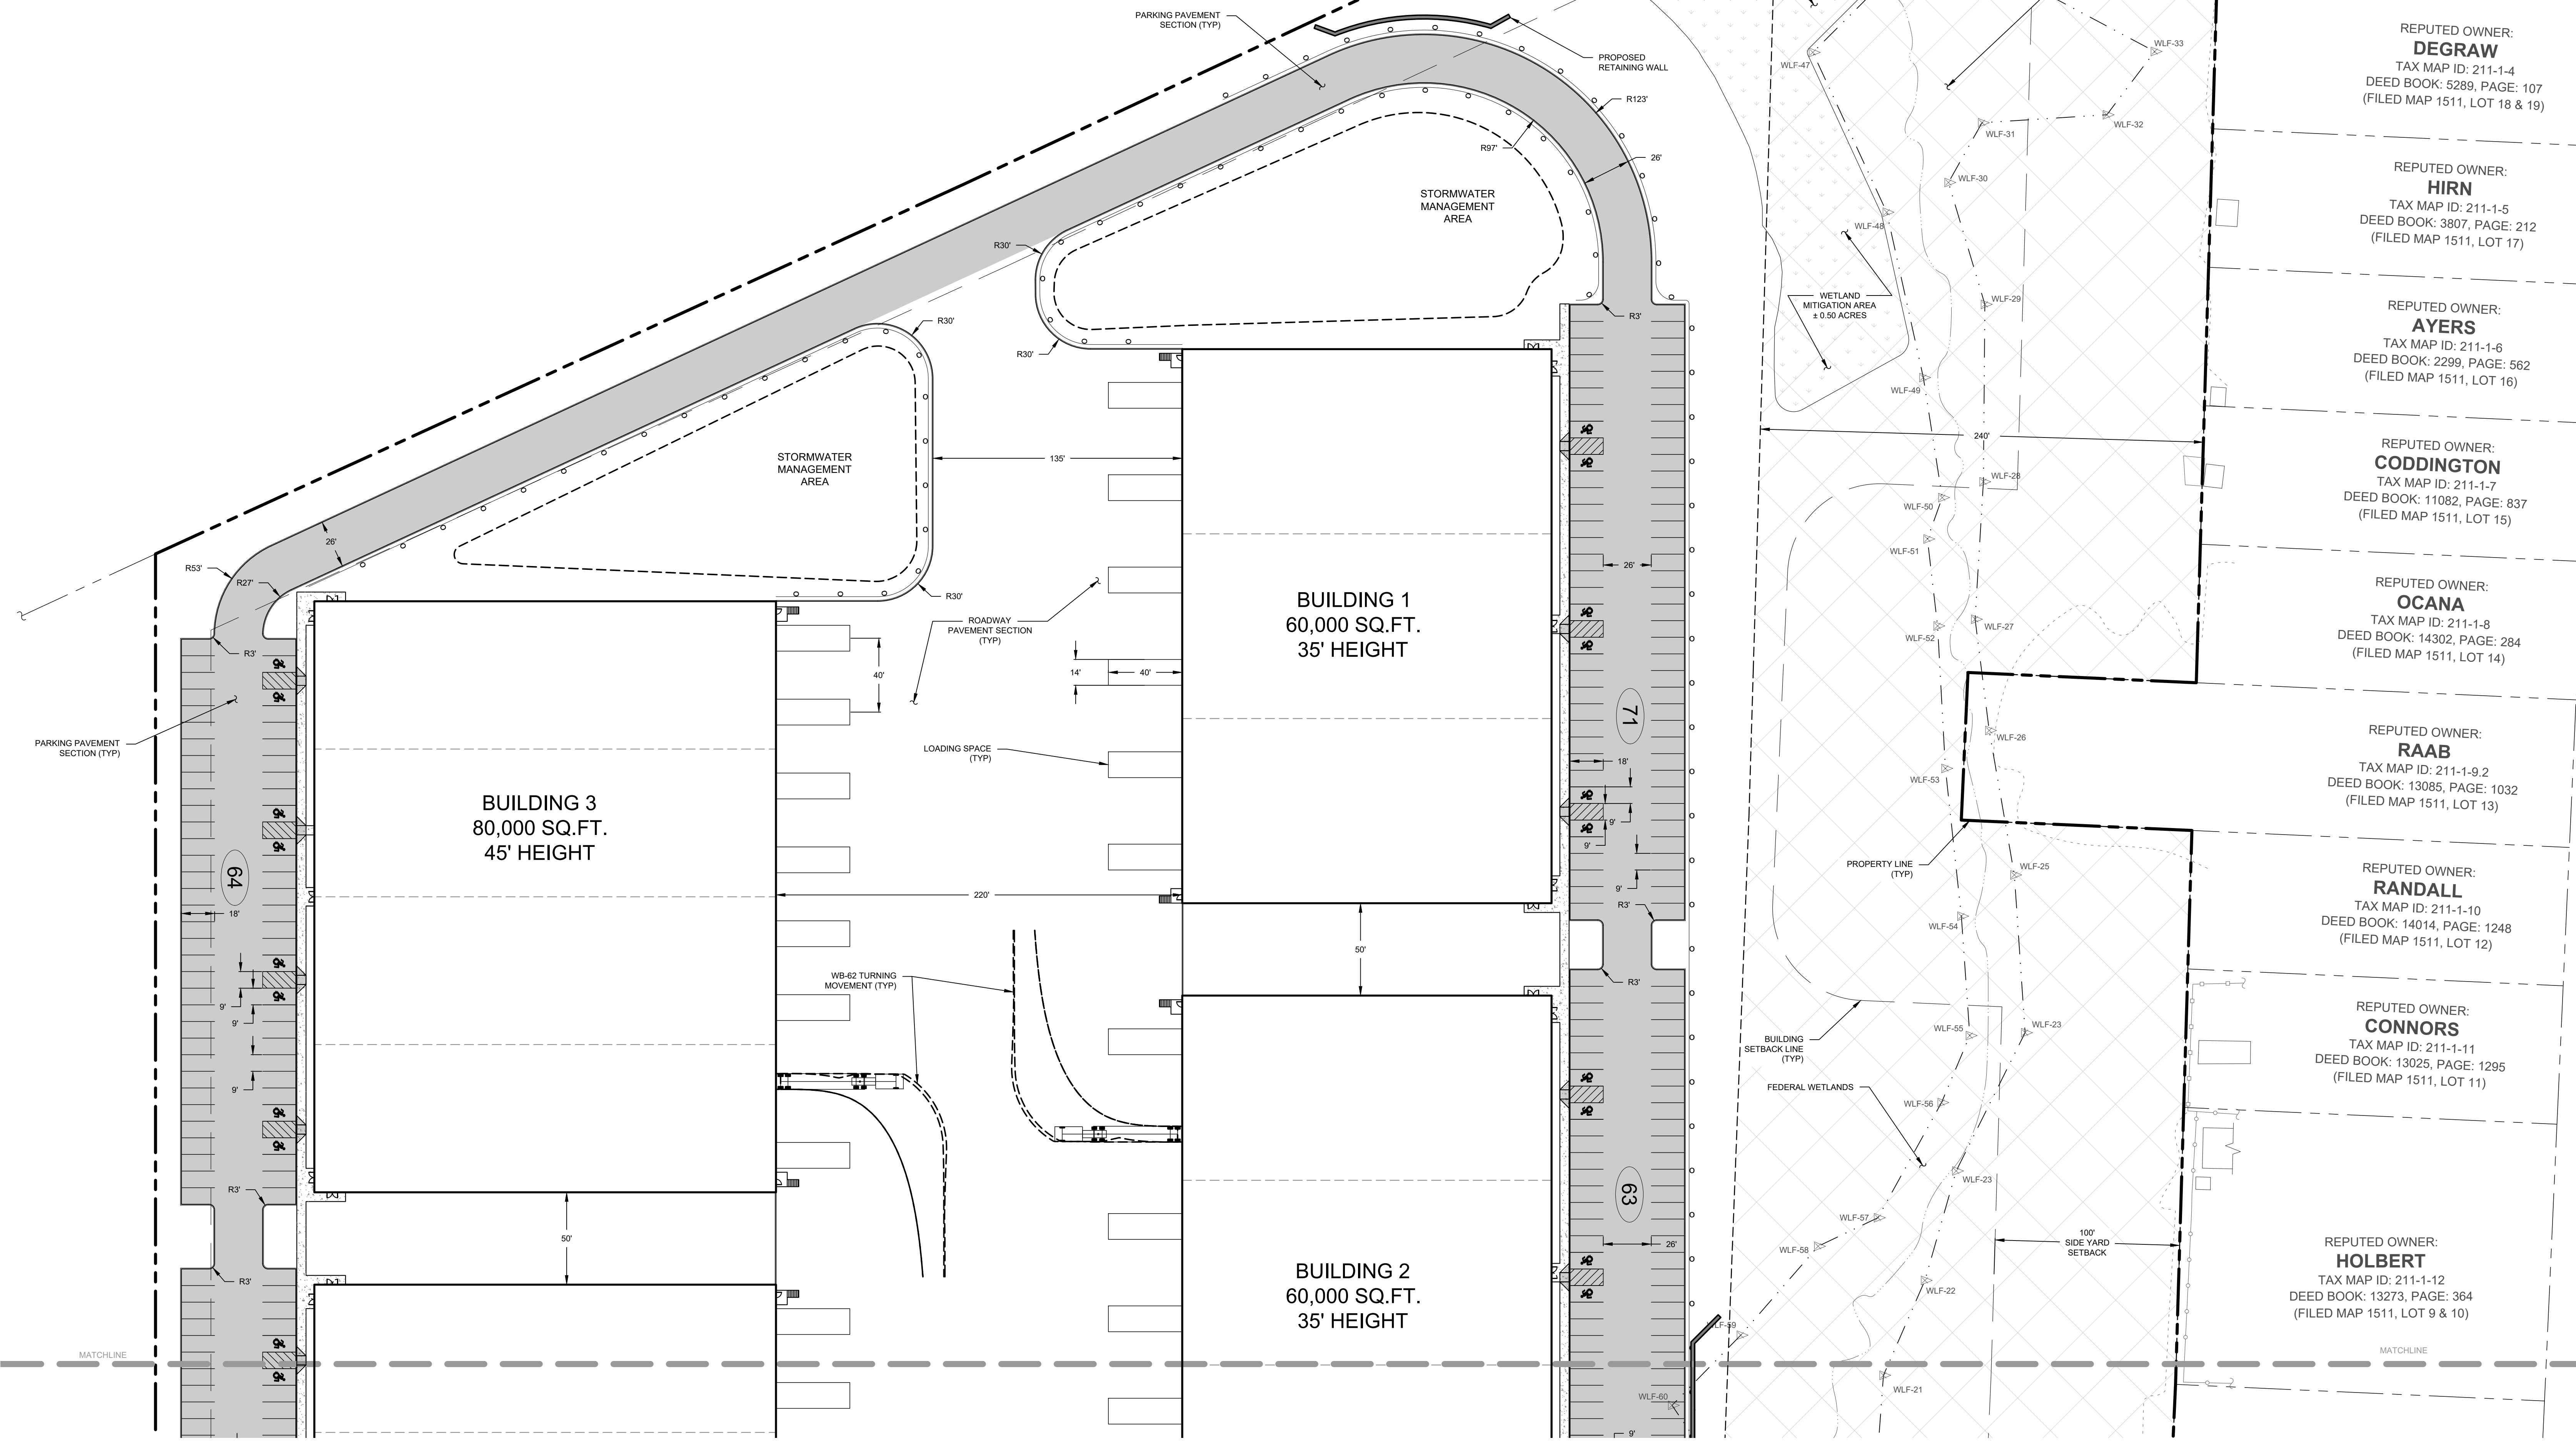 PARKING PAVEMENT
SECTION (TYP)
PROPOSED
RETAINING WALL
R123'
R97'
26'
STORMWATER
MANAGEMENT
AREA
R30'
R30'
R3'
R30'
STORMWATER
MANAGEMENT
AREA
135'
26'
R53'
R27'
R30'
R3'
ROADWAY
PAVEMENT SECTION
(TYP)
40'
14'
40'
LOADING SPACE
(TYP)
PARKING PAVEMENT
SECTION (TYP)
BUILDING 1
60,000 SQ.FT.
35' HEIGHT
26'
71
18'
9'
9'
9'
R3'
R3'
BUILDING 3
80,000 SQ.FT.
45' HEIGHT
64
18'
220'
50'
9'
9'
9'
WB-62 TURNING
MOVEMENT (TYP)
R3'
50'
R3'
BUILDING 2
60,000 SQ.FT.
35' HEIGHT
63
26'
9'
MATCHLINE
MATCHLINE
WLF-47
WLF-33
WLF-32
WLF-31
WLF-30
WLF-48
WETLAND
MITIGATION AREA
± 0.50 ACRES
WLF-29
WLF-49
240'
WLF-28
WLF-50
WLF-51
WLF-27
WLF-52
WLF-26
WLF-53
PROPERTY LINE
(TYP)
WLF-25
WLF-54
WLF-55
WLF-23
BUILDING
SETBACK LINE
(TYP)
FEDERAL WETLANDS
WLF-56
WLF-23
WLF-57
WLF-58
100'
SIDE YARD
SETBACK
WLF-22
WLF-59
WLF-21
WLF-60
REPUTED OWNER:
DEGRAW
TAX MAP ID: 211-1-4
DEED BOOK: 5289, PAGE: 107
(FILED MAP 1511, LOT 18 & 19)
REPUTED OWNER:
HIRN
TAX MAP ID: 211-1-5
DEED BOOK: 3807, PAGE: 212
(FILED MAP 1511, LOT 17)
REPUTED OWNER:
AYERS
TAX MAP ID: 211-1-6
DEED BOOK: 2299, PAGE: 562
(FILED MAP 1511, LOT 16)
REPUTED OWNER:
CODDINGTON
TAX MAP ID: 211-1-7
DEED BOOK: 11082, PAGE: 837
(FILED MAP 1511, LOT 15)
REPUTED OWNER:
OCANA
TAX MAP ID: 211-1-8
DEED BOOK: 14302, PAGE: 284
(FILED MAP 1511, LOT 14)
REPUTED OWNER:
RAAB
TAX MAP ID: 211-1-9.2
DEED BOOK: 13085, PAGE: 1032
(FILED MAP 1511, LOT 13)
REPUTED OWNER:
RANDALL
TAX MAP ID: 211-1-10
DEED BOOK: 14014, PAGE: 1248
(FILED MAP 1511, LOT 12)
REPUTED OWNER:
CONNORS
TAX MAP ID: 211-1-11
DEED BOOK: 13025, PAGE: 1295
(FILED MAP 1511, LOT 11)
REPUTED OWNER:
HOLBERT
TAX MAP ID: 211-1-12
DEED BOOK: 13273, PAGE: 364
(FILED MAP 1511, LOT 9 & 10)